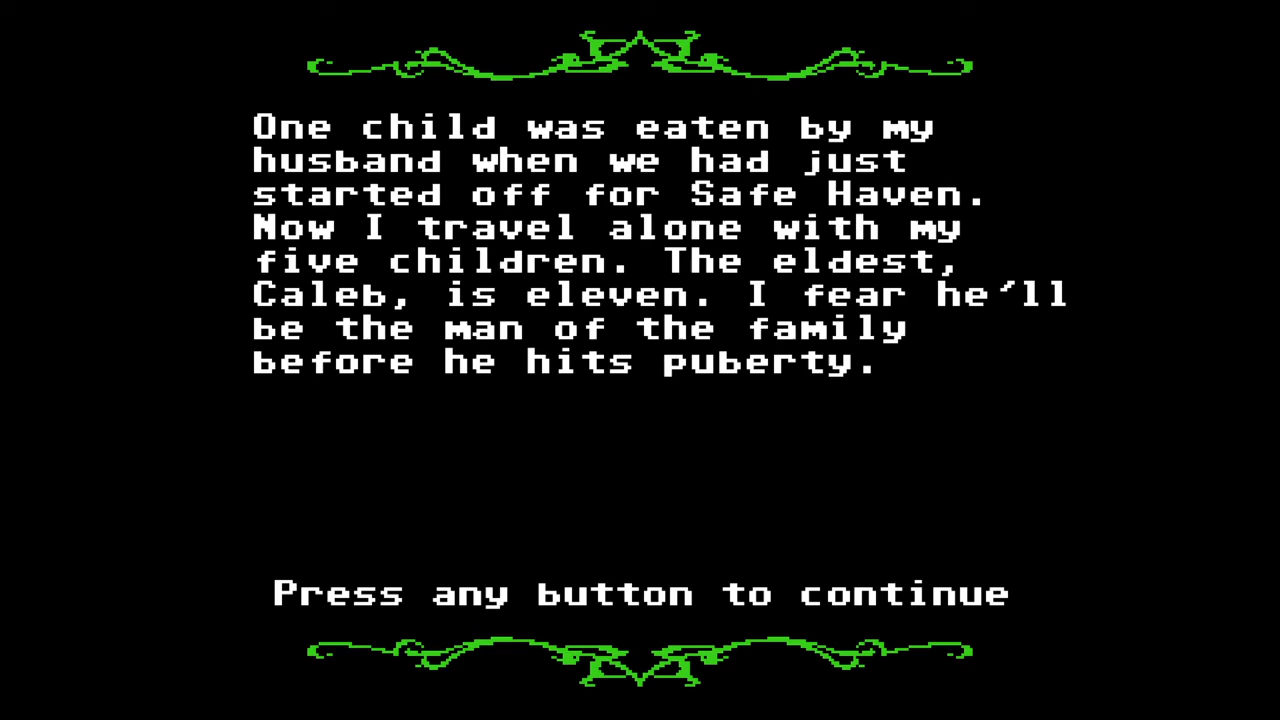 One child was eaten by my
husband when we had just
started off for Safe Haven.
Now I travel alone with my
five children. The eldest,
Caleb, is eleven. I fear he'll
be the man of the family
before he hits puberty.
Press any button to continue